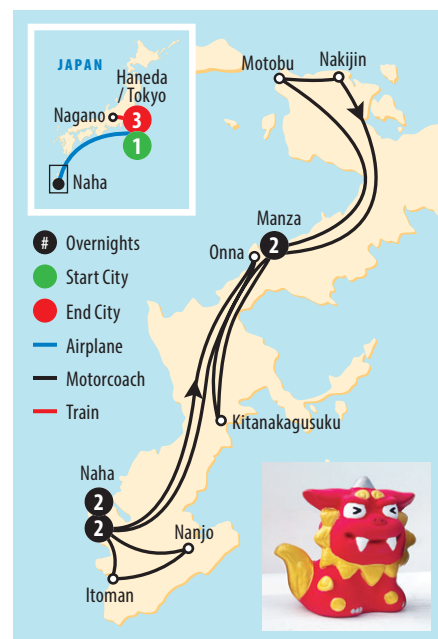 JAPAN
Haneda
/ Tokyo
Nagano
3
1
Naha
# Overnights
Start City
End City
Airplane
Motorcoach
Train
Motobu
Nakijin
Manza
2
Onna
Kitanakagusuku
Naha
2
2
Nanjo
Itoman